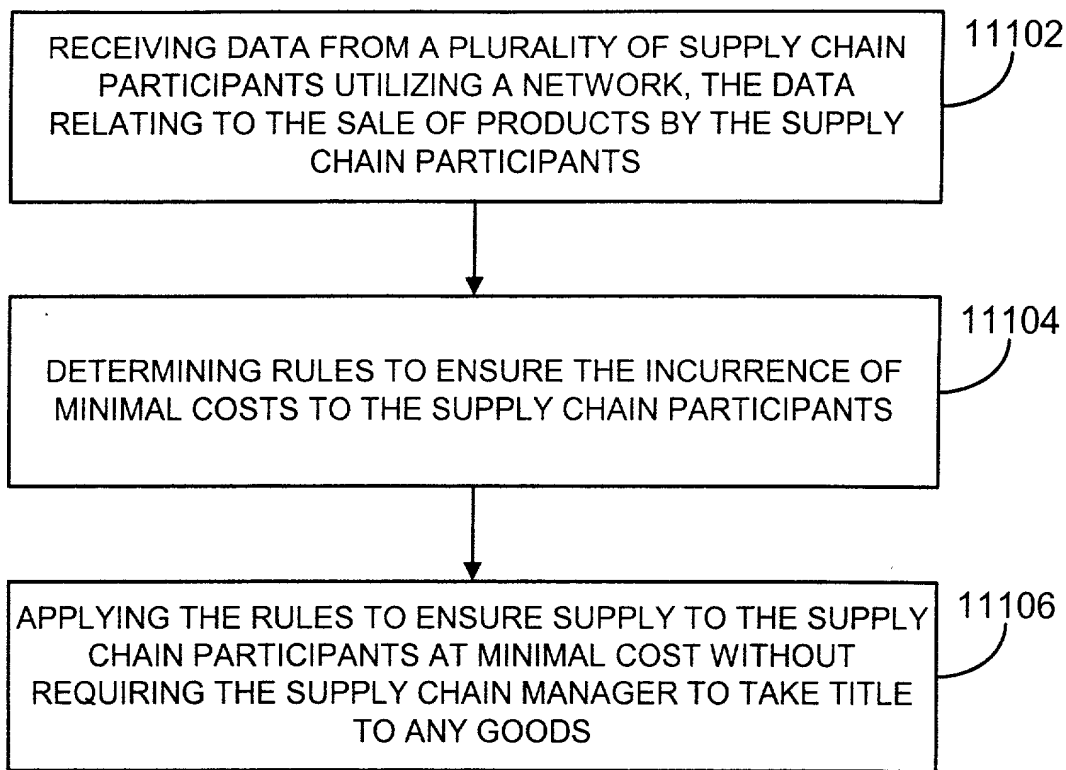 RECEIVING DATA FROM A PLURALITY OF SUPPLY CHAIN
PARTICIPANTS UTILIZING A NETWORK, THE DATA
RELATING TO THE SALE OF PRODUCTS BY THE SUPPLY
CHAIN PARTICIPANTS
11102
DETERMINING RULES TO ENSURE THE INCURRENCE OF
MINIMAL COSTS TO THE SUPPLY CHAIN PARTICIPANTS
11104
APPLYING THE RULES TO ENSURE SUPPLY TO THE SUPPLY
CHAIN PARTICIPANTS AT MINIMAL COST WITHOUT
REQUIRING THE SUPPLY CHAIN MANAGER TO TAKE TITLE
TO ANY GOODS
11106